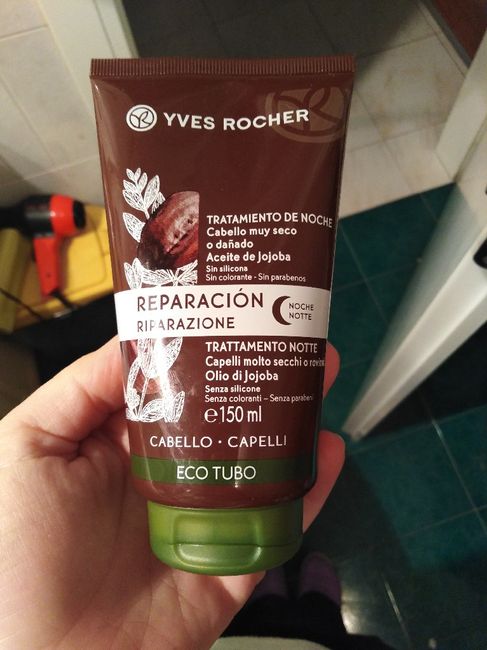 YVES ROCHER
TRATAMIENTO DE NOCHE
Cabello muy seco
o dañado
Aceite de Jojoba
Sin silicona
Sin colorante - Sin parabenos
REPARACIÓN
RIPARAZIONE
NOCHE
NOTTE
TRATTAMENTO NOTTE
Capelli molto secchi o rovinati
Olio di Jojoba
Senza silicone
Senza coloranti – Senza parabeni
℮150 ml
CABELLO • CAPELLI
ECO TUBO